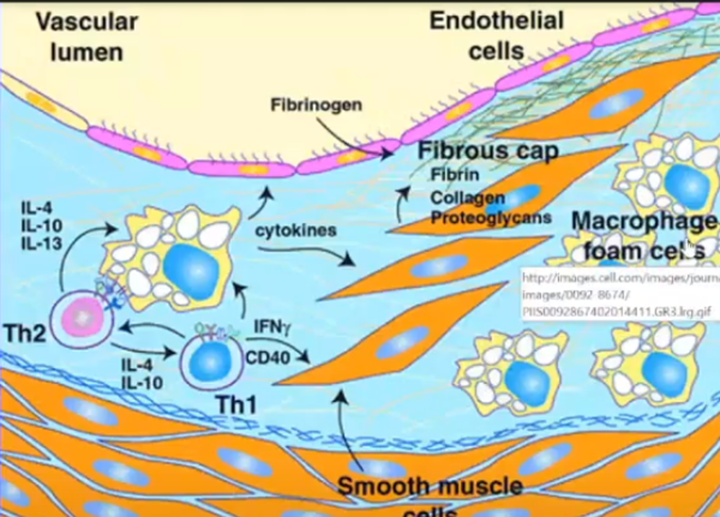 Vascular
lumen
Endothelial
cells
Fibrinogen
Fibrous cap
Fibrin
Collagen
Proteoglycans
IL-4
IL-10
IL-13
cytokines
Macrophage
foam cells
http://images.cell.com/images/journ
images/0092-8674/
PIIS0092867402014411.GR3.lrg.gif
Th2
IFNγ
CD40
IL-4
IL-10
Th1
Smooth muscle
cells